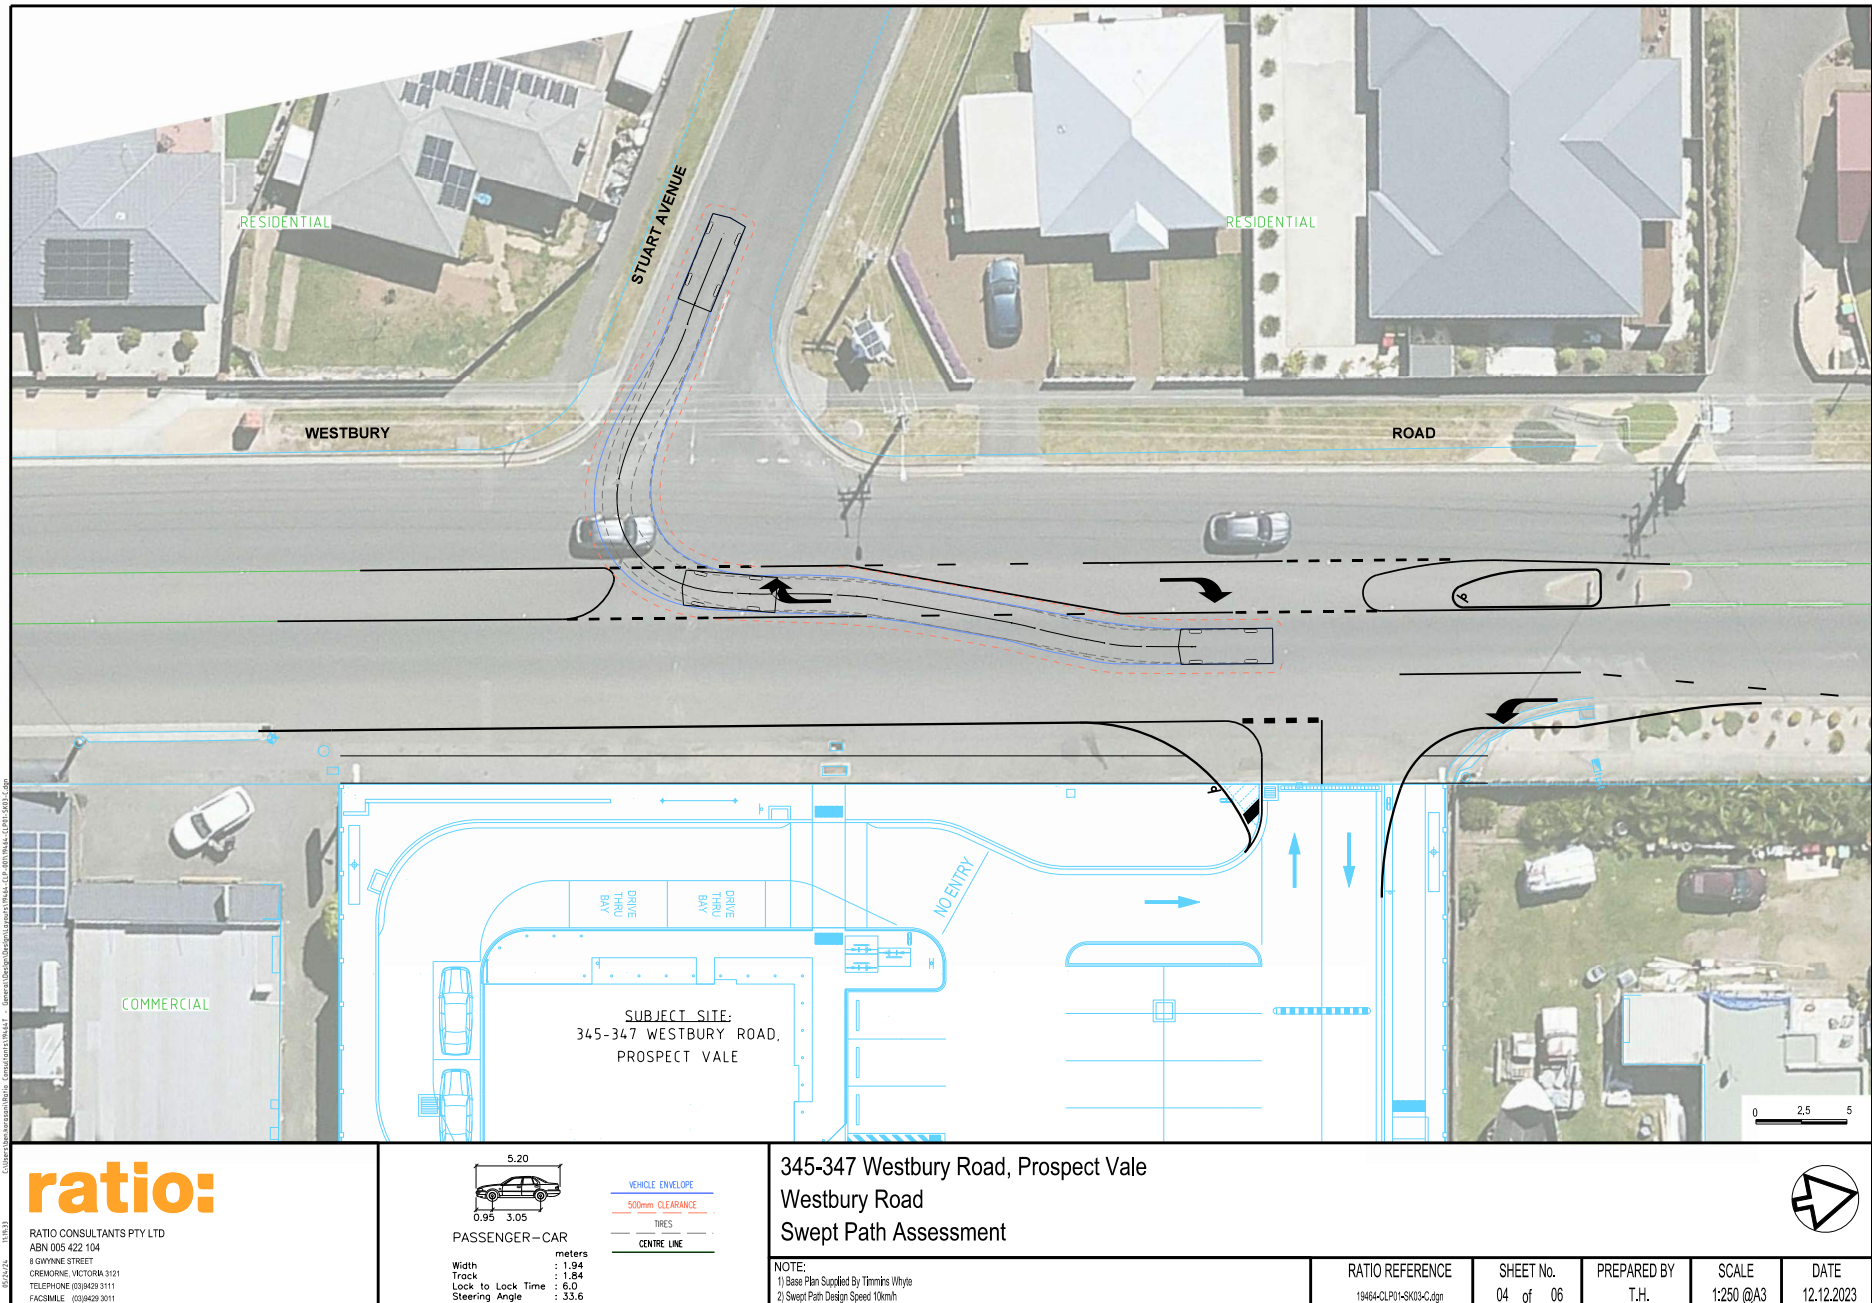 RESIDENTIAL
STUART AVENUE
RESIDENTIAL
WESTBURY
ROAD
DRIVE
THRU
BAY
DRIVE
THRU
BAY
NO ENTRY
COMMERCIAL
SUBJECT SITE:
345-347 WESTBURY ROAD,
PROSPECT VALE
0 2,5 5
ratio:
RATIO CONSULTANTS PTY LTD
ABN 005 422 104
8 GWYNNE STREET
CREMORNE, VICTORIA 3121
TELEPHONE (03)9429 3111
FACSIMILE (03)9429 3011
5.20
0.95 3.05
PASSENGER-CAR
meters
Width : 1.94
Track : 1.84
Lock to Lock Time : 6.0
Steering Angle : 33.6
VEHICLE ENVELOPE
500mm CLEARANCE
TIRES
CENTRE LINE
345-347 Westbury Road, Prospect Vale
Westbury Road
Swept Path Assessment
NOTE:
1) Base Plan Supplied By Timmins Whyte
2) Swept Path Design Speed 10km/h
RATIO REFERENCE
19464-CLP01-SK03-C.dgn
SHEET No.
04 of 06
PREPARED BY
T.H.
SCALE
1:250 @A3
DATE
12.12.2023